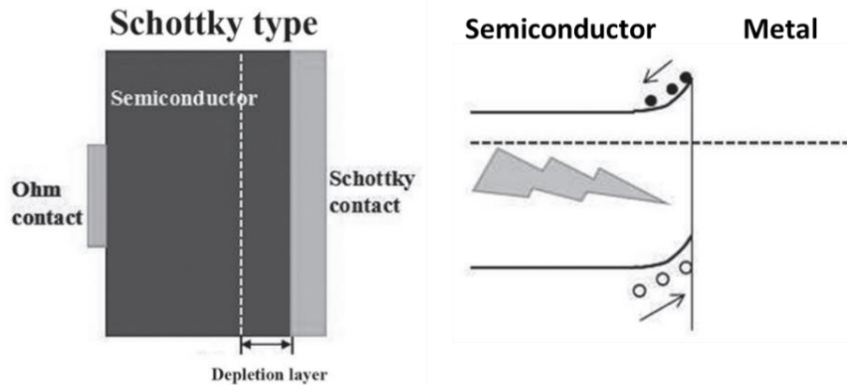 Schottky type
Semiconductor
Ohm
contact
Schottky
contact
Depletion layer
Semiconductor Metal